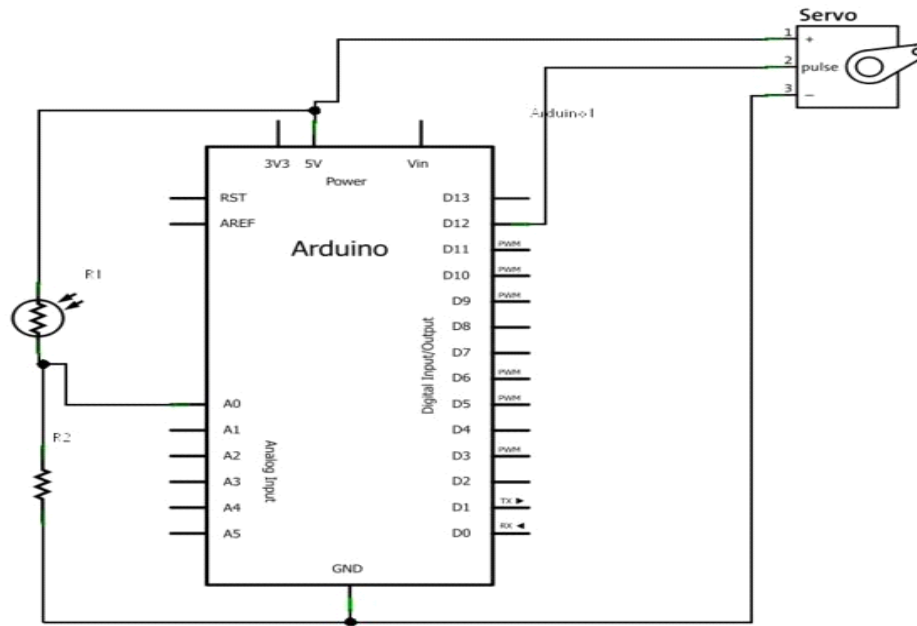 Servo
1 +
2 pulse
3 −
Arduino1
3V3 5V Vin
Power
RST D13
AREF D12
Arduino
D11 PWM
D10 PWM
R1
D9 PWM
D8
D7
D6 PWM
A0 D5 PWM
A1 D4
R2
A2 D3 PWM
A3 D2
A4 D1 TX ▶
A5 D0 RX ◀
Digital Input/Output
Analog Input
GND